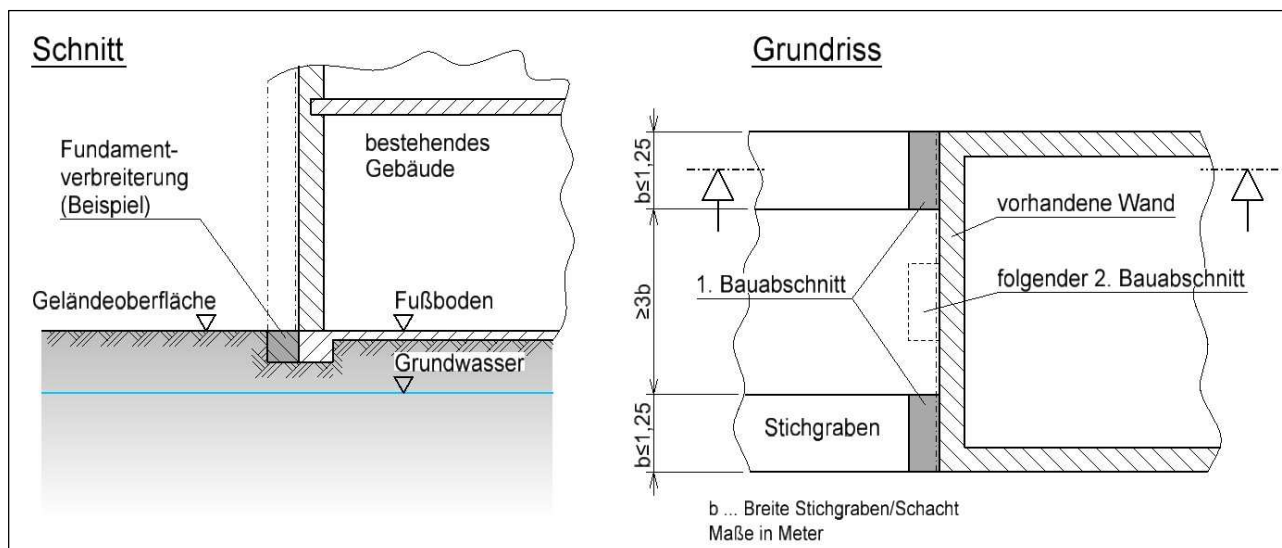 Schnitt
Fundament-
verbreiterung
(Beispiel)
bestehendes
Gebäude
Geländeoberfläche
Fußboden
Grundwasser
Grundriss
b≤1,25
≥3b
b≤1,25
vorhandene Wand
1. Bauabschnitt
folgender 2. Bauabschnitt
Stichgraben
b ... Breite Stichgraben/Schacht
Maße in Meter